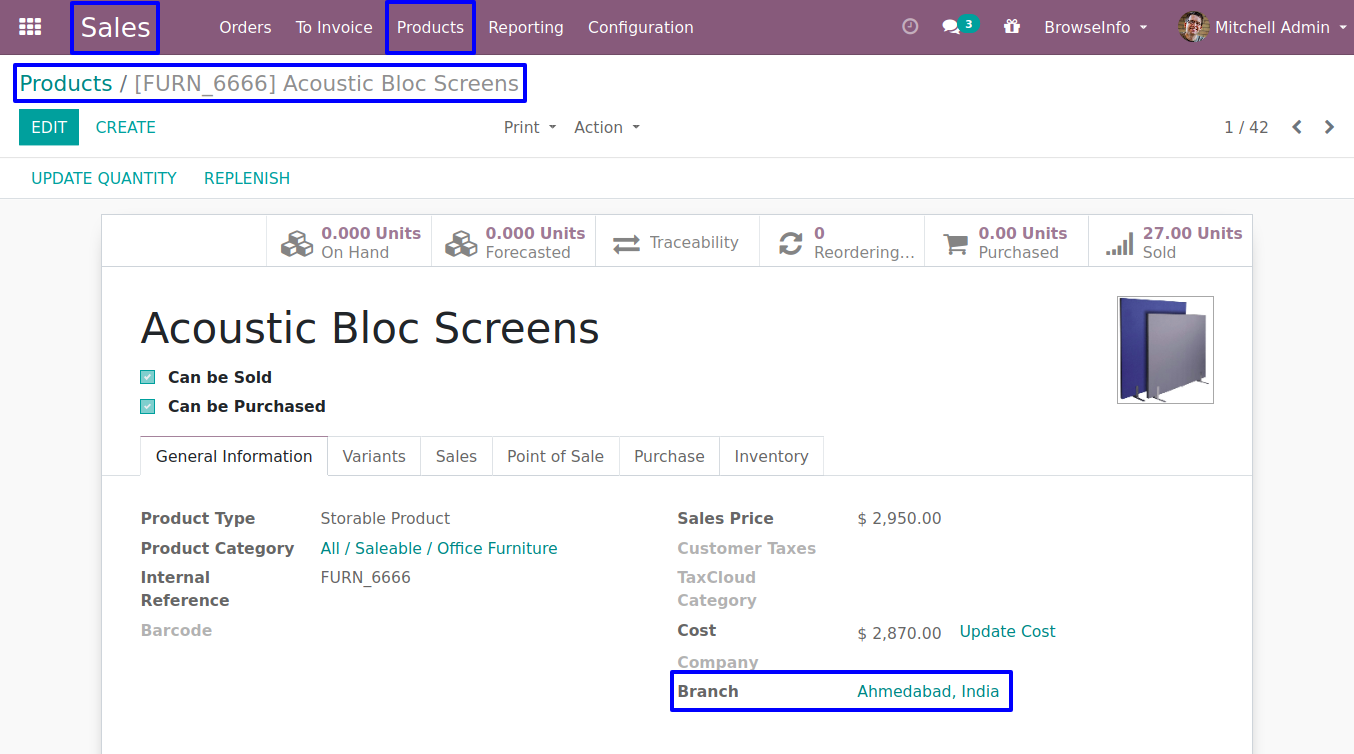 Sales Orders To Invoice Products Reporting Configuration 3 BrowseInfo Mitchell Admin
Products / [FURN_6666] Acoustic Bloc Screens
EDIT CREATE Print Action 1 / 42
UPDATE QUANTITY REPLENISH
0.000 Units On Hand
0.000 Units Forecasted
Traceability
0 Reordering...
0.00 Units Purchased
27.00 Units Sold
Acoustic Bloc Screens
Can be Sold
Can be Purchased
General Information Variants Sales Point of Sale Purchase Inventory
Product Type Storable Product
Product Category All / Saleable / Office Furniture
Internal Reference FURN_6666
Barcode
Sales Price $ 2,950.00
Customer Taxes
TaxCloud Category
Cost $ 2,870.00 Update Cost
Company
Branch Ahmedabad, India